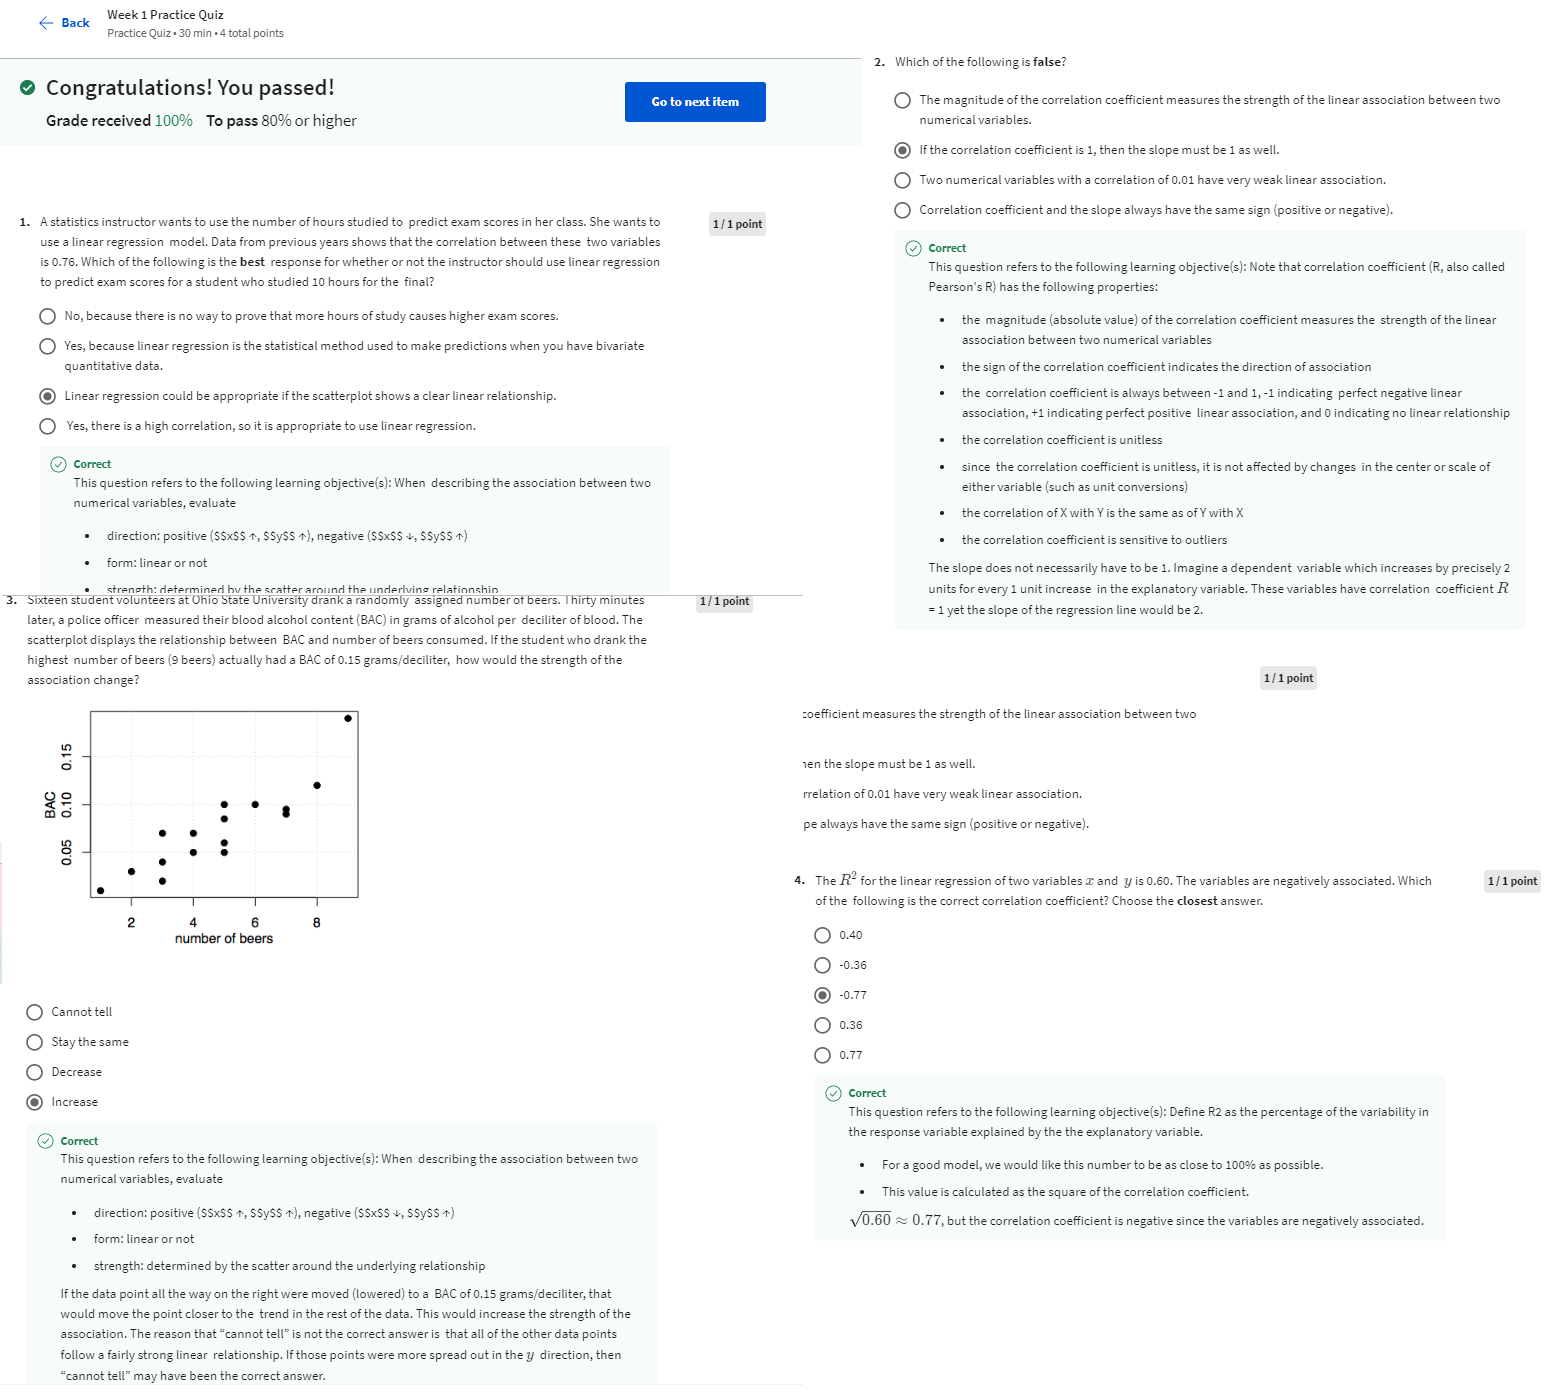 Back
Week 1 Practice Quiz
Practice Quiz • 30 min • 4 total points
Congratulations! You passed!
Grade received 100% To pass 80% or higher
Go to next item
1. A statistics instructor wants to use the number of hours studied to predict exam scores in her class. She wants to
use a linear regression model. Data from previous years shows that the correlation between these two variables
is 0.76. Which of the following is the best response for whether or not the instructor should use linear regression
to predict exam scores for a student who studied 10 hours for the final?
1 / 1 point
No, because there is no way to prove that more hours of study causes higher exam scores.
Yes, because linear regression is the statistical method used to make predictions when you have bivariate
quantitative data.
Linear regression could be appropriate if the scatterplot shows a clear linear relationship.
Yes, there is a high correlation, so it is appropriate to use linear regression.
Correct
This question refers to the following learning objective(s): When describing the association between two
numerical variables, evaluate
• direction: positive ($$x$$ ↑, $$y$$ ↑), negative ($$x$$ ↓, $$y$$ ↑)
• form: linear or not
• strength: determined by the scatter around the underlying relationship
2. Which of the following is false?
The magnitude of the correlation coefficient measures the strength of the linear association between two
numerical variables.
If the correlation coefficient is 1, then the slope must be 1 as well.
Two numerical variables with a correlation of 0.01 have very weak linear association.
Correlation coefficient and the slope always have the same sign (positive or negative).
Correct
This question refers to the following learning objective(s): Note that correlation coefficient (R, also called
Pearson's R) has the following properties:
• the magnitude (absolute value) of the correlation coefficient measures the strength of the linear
association between two numerical variables
• the sign of the correlation coefficient indicates the direction of association
• the correlation coefficient is always between -1 and 1, -1 indicating perfect negative linear
association, +1 indicating perfect positive linear association, and 0 indicating no linear relationship
• the correlation coefficient is unitless
• since the correlation coefficient is unitless, it is not affected by changes in the center or scale of
either variable (such as unit conversions)
• the correlation of X with Y is the same as of Y with X
• the correlation coefficient is sensitive to outliers
The slope does not necessarily have to be 1. Imagine a dependent variable which increases by precisely 2
units for every 1 unit increase in the explanatory variable. These variables have correlation coefficient R
= 1 yet the slope of the regression line would be 2.
3. Sixteen student volunteers at Ohio State University drank a randomly assigned number of beers. Thirty minutes
later, a police officer measured their blood alcohol content (BAC) in grams of alcohol per deciliter of blood. The
scatterplot displays the relationship between BAC and number of beers consumed. If the student who drank the
highest number of beers (9 beers) actually had a BAC of 0.15 grams/deciliter, how would the strength of the
association change?
1 / 1 point
BAC
0.05 0.10 0.15
2 4 6 8
number of beers
Cannot tell
Stay the same
Decrease
Increase
Correct
This question refers to the following learning objective(s): When describing the association between two
numerical variables, evaluate
• direction: positive ($$x$$ ↑, $$y$$ ↑), negative ($$x$$ ↓, $$y$$ ↑)
• form: linear or not
• strength: determined by the scatter around the underlying relationship
If the data point all the way on the right were moved (lowered) to a BAC of 0.15 grams/deciliter, that
would move the point closer to the trend in the rest of the data. This would increase the strength of the
association. The reason that “cannot tell” is not the correct answer is that all of the other data points
follow a fairly strong linear relationship. If those points were more spread out in the y direction, then
“cannot tell” may have been the correct answer.
1 / 1 point
coefficient measures the strength of the linear association between two
hen the slope must be 1 as well.
rrelation of 0.01 have very weak linear association.
pe always have the same sign (positive or negative).
4. The R² for the linear regression of two variables x and y is 0.60. The variables are negatively associated. Which
of the following is the correct correlation coefficient? Choose the closest answer.
1 / 1 point
0.40
-0.36
-0.77
0.36
0.77
Correct
This question refers to the following learning objective(s): Define R2 as the percentage of the variability in
the response variable explained by the the explanatory variable.
• For a good model, we would like this number to be as close to 100% as possible.
• This value is calculated as the square of the correlation coefficient.
√0.60 ≈ 0.77, but the correlation coefficient is negative since the variables are negatively associated.